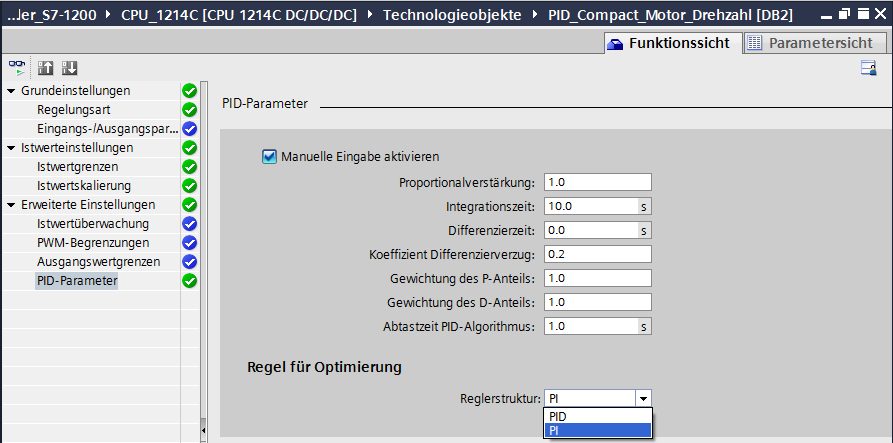 ...ler_S7-1200 ▸ CPU_1214C [CPU 1214C DC/DC/DC] ▸ Technologieobjekte ▸ PID_Compact_Motor_Drehzahl [DB2]
Funktionssicht Parametersicht
Grundeinstellungen
Regelungsart
Eingangs-/Ausgangspar...
Istwerteinstellungen
Istwertgrenzen
Istwertskalierung
Erweiterte Einstellungen
Istwertüberwachung
PWM-Begrenzungen
Ausgangswertgrenzen
PID-Parameter
PID-Parameter
Manuelle Eingabe aktivieren
Proportionalverstärkung: 1.0
Integrationszeit: 10.0 s
Differenzierzeit: 0.0 s
Koeffizient Differenzierverzug: 0.2
Gewichtung des P-Anteils: 1.0
Gewichtung des D-Anteils: 1.0
Abtastzeit PID-Algorithmus: 1.0 s
Regel für Optimierung
Reglerstruktur: PI
PID
PI